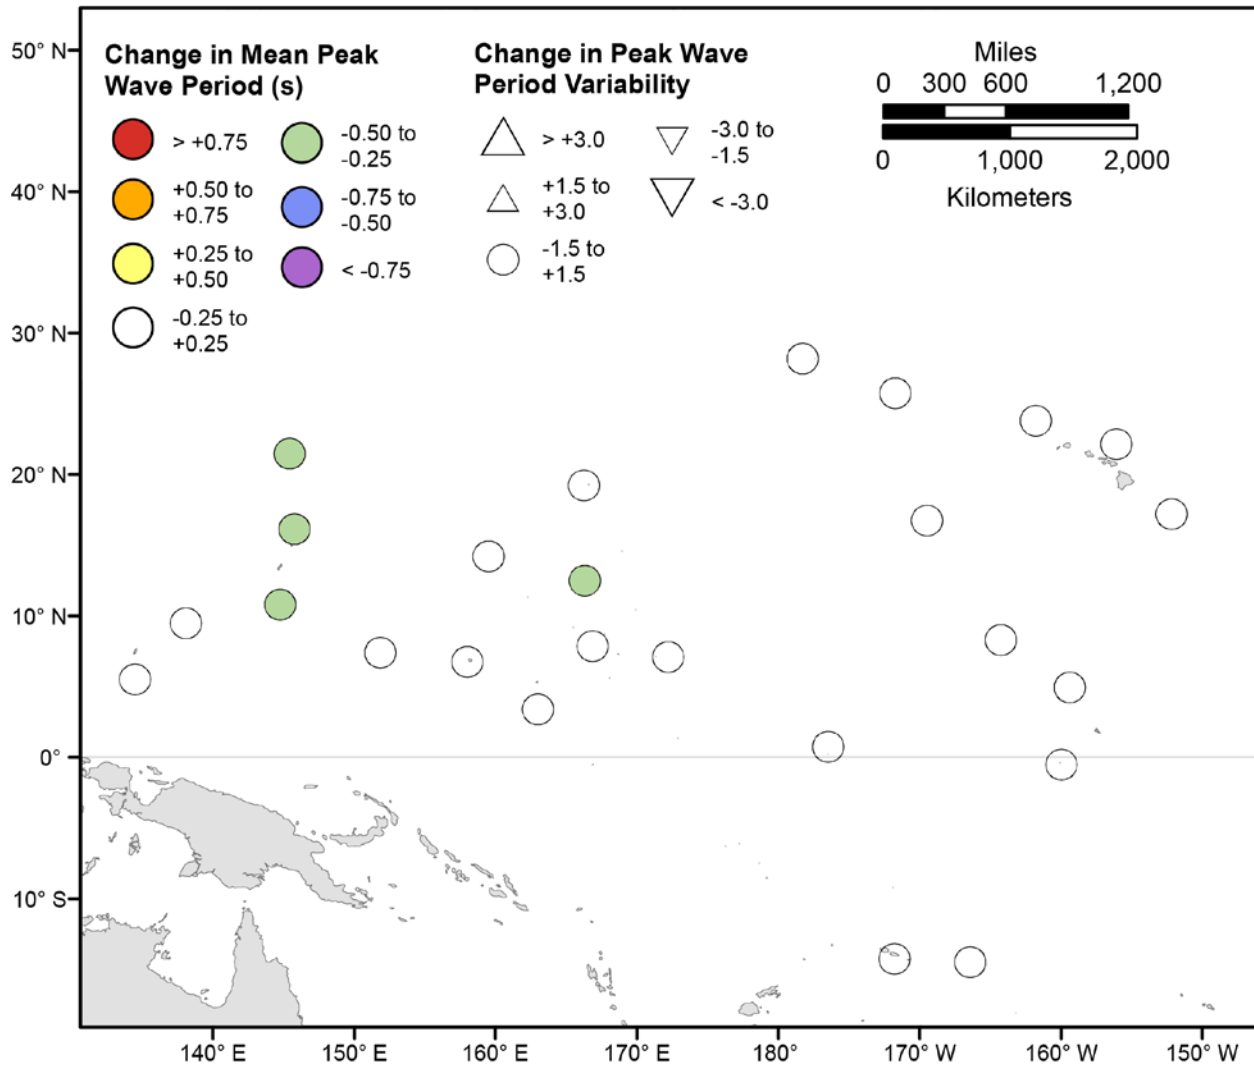 Change in Mean Peak
Wave Period (s)
> +0.75
+0.50 to
+0.75
+0.25 to
+0.50
-0.25 to
+0.25
-0.50 to
-0.25
-0.75 to
-0.50
< -0.75
Change in Peak Wave
Period Variability
> +3.0
+1.5 to
+3.0
-1.5 to
+1.5
-3.0 to
-1.5
< -3.0
Miles
0 300 600 1,200
0 1,000 2,000
Kilometers
50° N
40° N
30° N
20° N
10° N
0°
10° S
140° E 150° E 160° E 170° E 180° 170° W 160° W 150° W